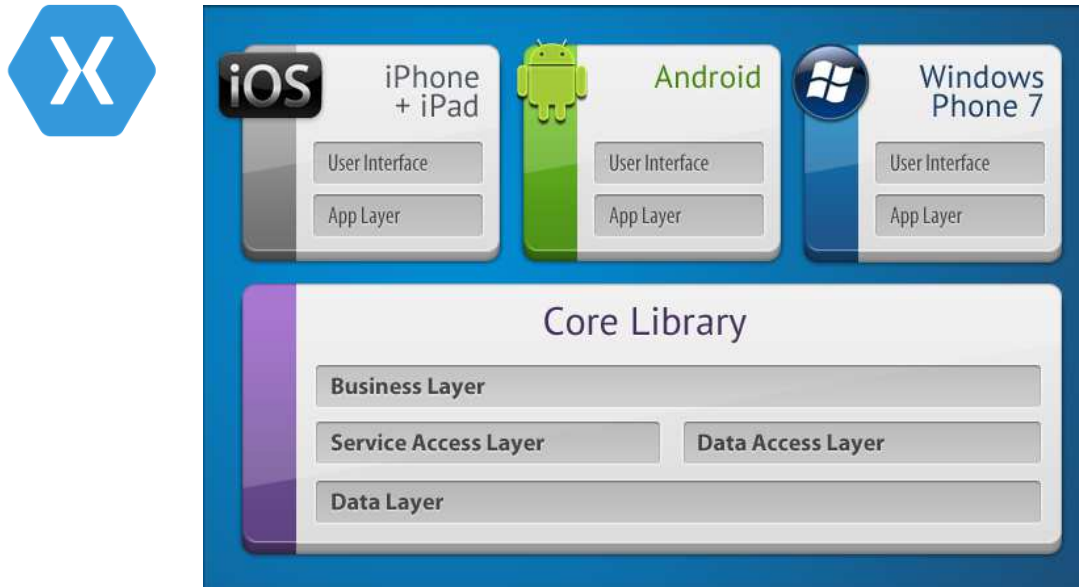 X
iOS
iPhone
+ iPad
User Interface
App Layer
Android
User Interface
App Layer
Windows
Phone 7
User Interface
App Layer
Core Library
Business Layer
Service Access Layer
Data Access Layer
Data Layer